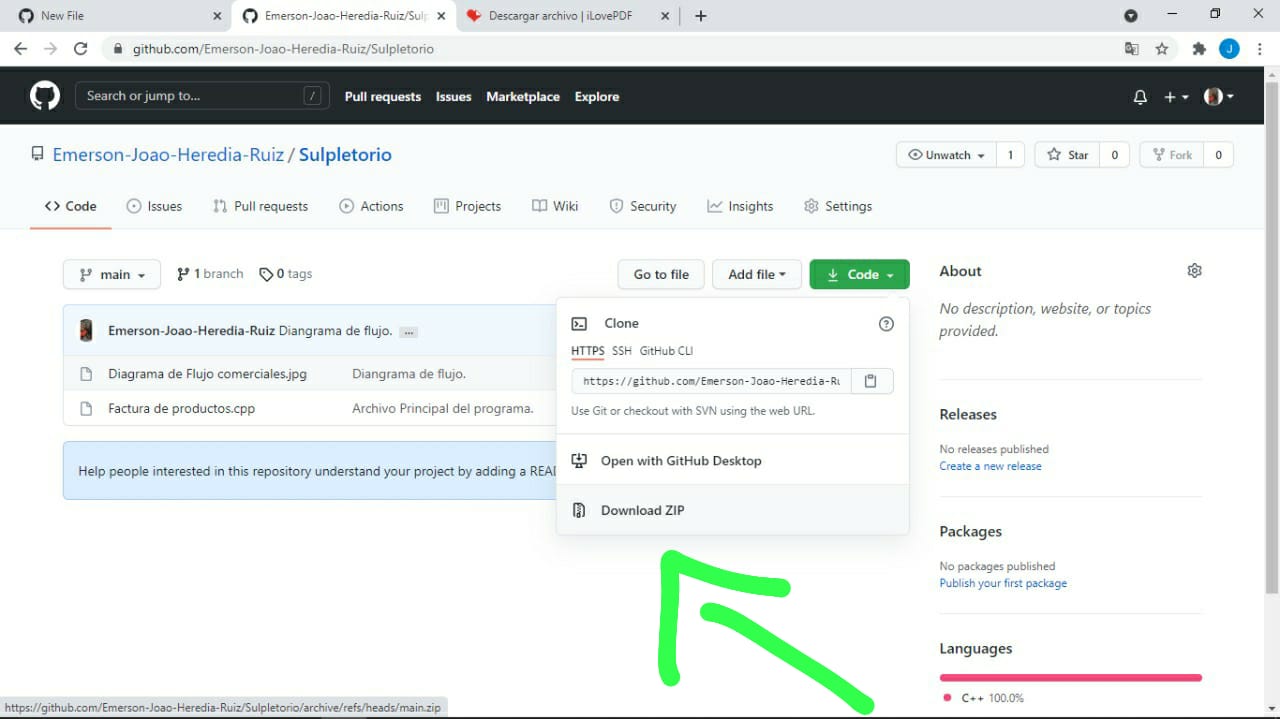 New File
Emerson-Joao-Heredia-Ruiz/Sulp
Descargar archivo | iLovePDF
github.com/Emerson-Joao-Heredia-Ruiz/Sulpletorio
J
Search or jump to...
/
Pull requests
Issues
Marketplace
Explore
Emerson-Joao-Heredia-Ruiz / Sulpletorio
Unwatch
1
Star
0
Fork
0
Code
Issues
Pull requests
Actions
Projects
Wiki
Security
Insights
Settings
main
1 branch
0 tags
Go to file
Add file
Code
About
No description, website, or topics
provided.
Emerson-Joao-Heredia-Ruiz Diangrama de flujo. ...
Diagrama de Flujo comerciales.jpg
Diangrama de flujo.
Factura de productos.cpp
Archivo Principal del programa.
Help people interested in this repository understand your project by adding a READ
Clone
HTTPS SSH GitHub CLI
https://github.com/Emerson-Joao-Heredia-Ru
Use Git or checkout with SVN using the web URL.
Open with GitHub Desktop
Download ZIP
Releases
No releases published
Create a new release
Packages
No packages published
Publish your first package
Languages
C++ 100.0%
https://github.com/Emerson-Joao-Heredia-Ruiz/Sulpletorio/archive/refs/heads/main.zip